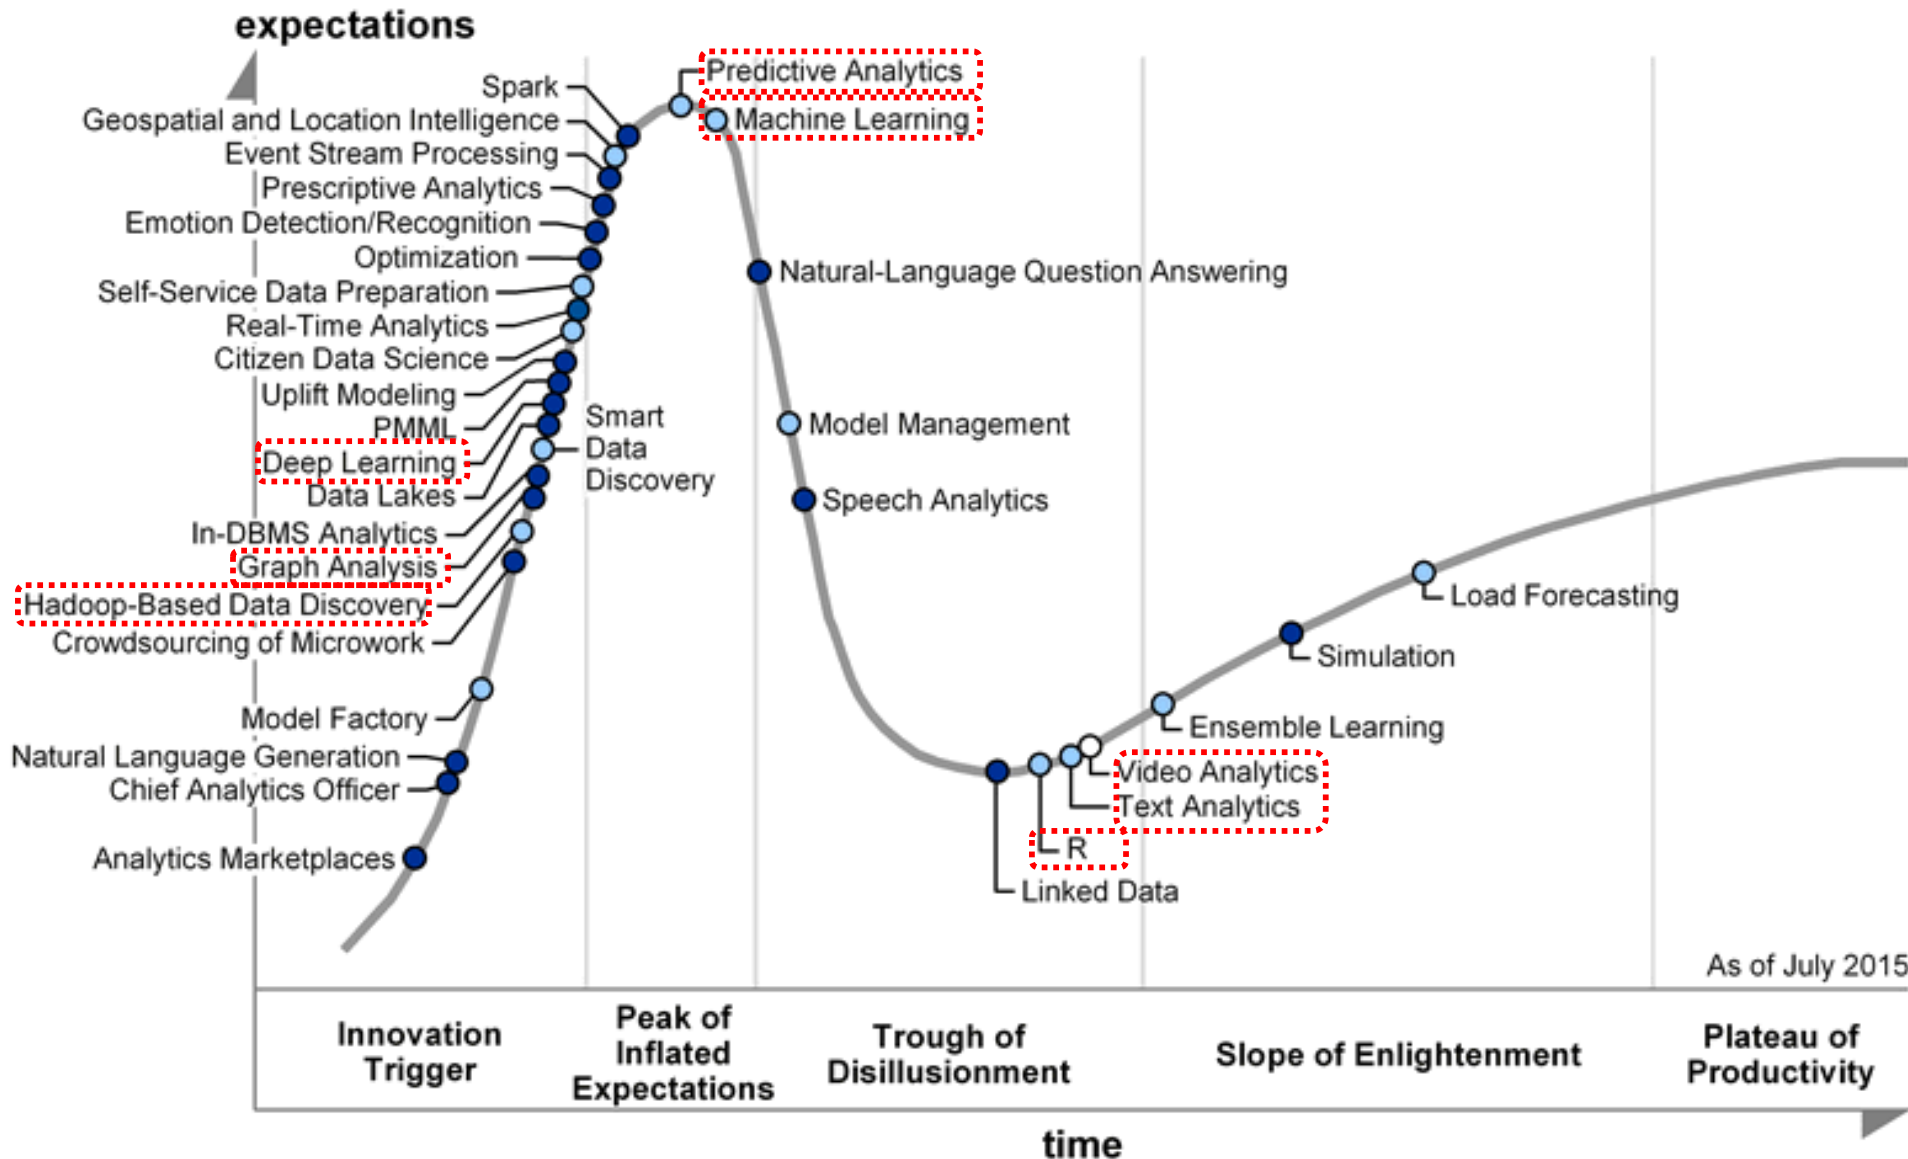 expectations
Predictive Analytics
Spark
Machine Learning
Geospatial and Location Intelligence
Event Stream Processing
Prescriptive Analytics
Emotion Detection/Recognition
Optimization
Natural-Language Question Answering
Self-Service Data Preparation
Real-Time Analytics
Citizen Data Science
Uplift Modeling
PMML
Smart
Data
Discovery
Model Management
Deep Learning
Data Lakes
Speech Analytics
In-DBMS Analytics
Graph Analysis
Hadoop-Based Data Discovery
Load Forecasting
Crowdsourcing of Microwork
Simulation
Model Factory
Ensemble Learning
Natural Language Generation
Video Analytics
Chief Analytics Officer
Text Analytics
R
Analytics Marketplaces
Linked Data
As of July 2015
Innovation
Trigger
Peak of
Inflated
Expectations
Trough of
Disillusionment
Slope of Enlightenment
Plateau of
Productivity
time